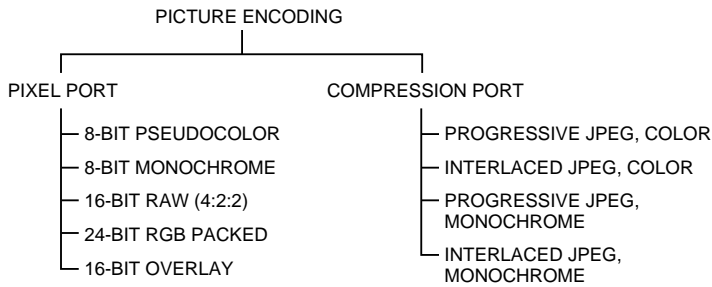 PICTURE ENCODING
PIXEL PORT
8-BIT PSEUDOCOLOR
8-BIT MONOCHROME
16-BIT RAW (4:2:2)
24-BIT RGB PACKED
16-BIT OVERLAY
COMPRESSION PORT
PROGRESSIVE JPEG, COLOR
INTERLACED JPEG, COLOR
PROGRESSIVE JPEG,
MONOCHROME
INTERLACED JPEG,
MONOCHROME